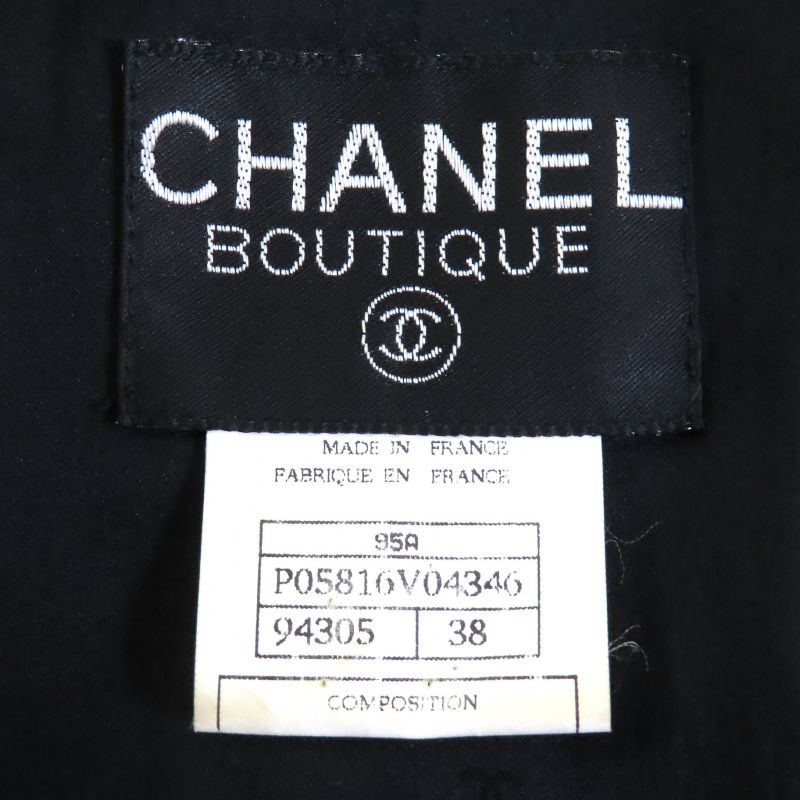 CHANEL
BOUTIQUE
MADE IN FRANCE
FABRIQUE EN FRANCE
95A
P05816V04346
94305 38
COMPOSITION